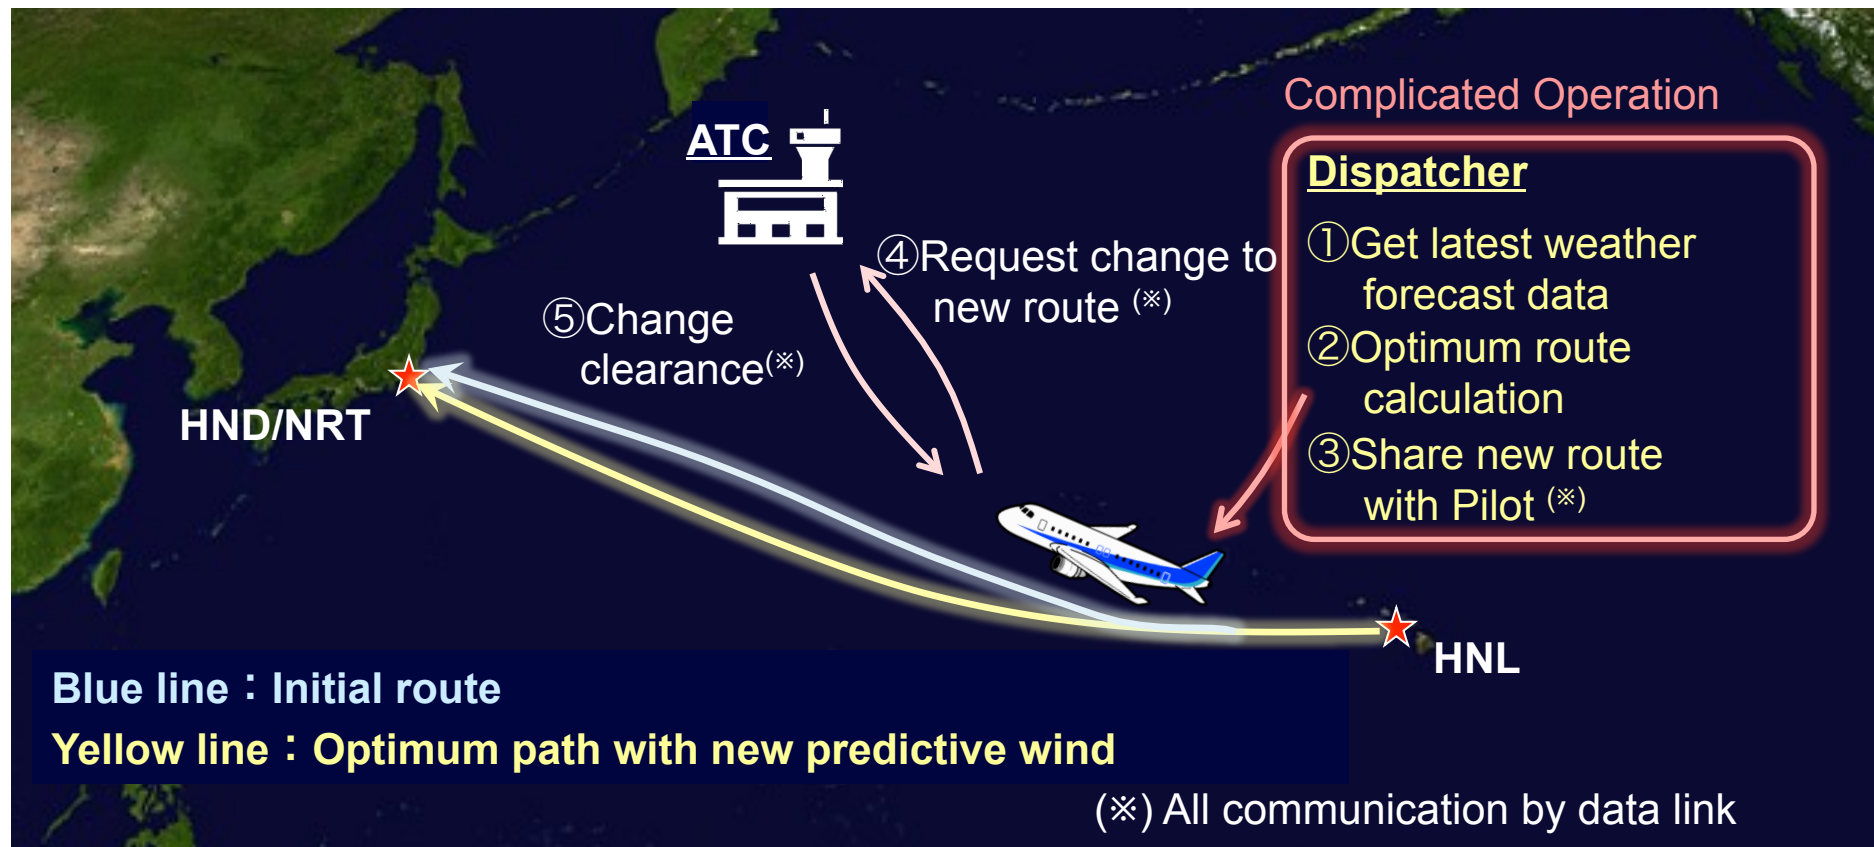 Complicated Operation
ATC
Dispatcher
①Get latest weather
forecast data
②Optimum route
calculation
③Share new route
with Pilot (※)
④Request change to
new route (※)
⑤Change
clearance(※)
HND/NRT
HNL
Blue line：Initial route
Yellow line：Optimum path with new predictive wind
(※) All communication by data link